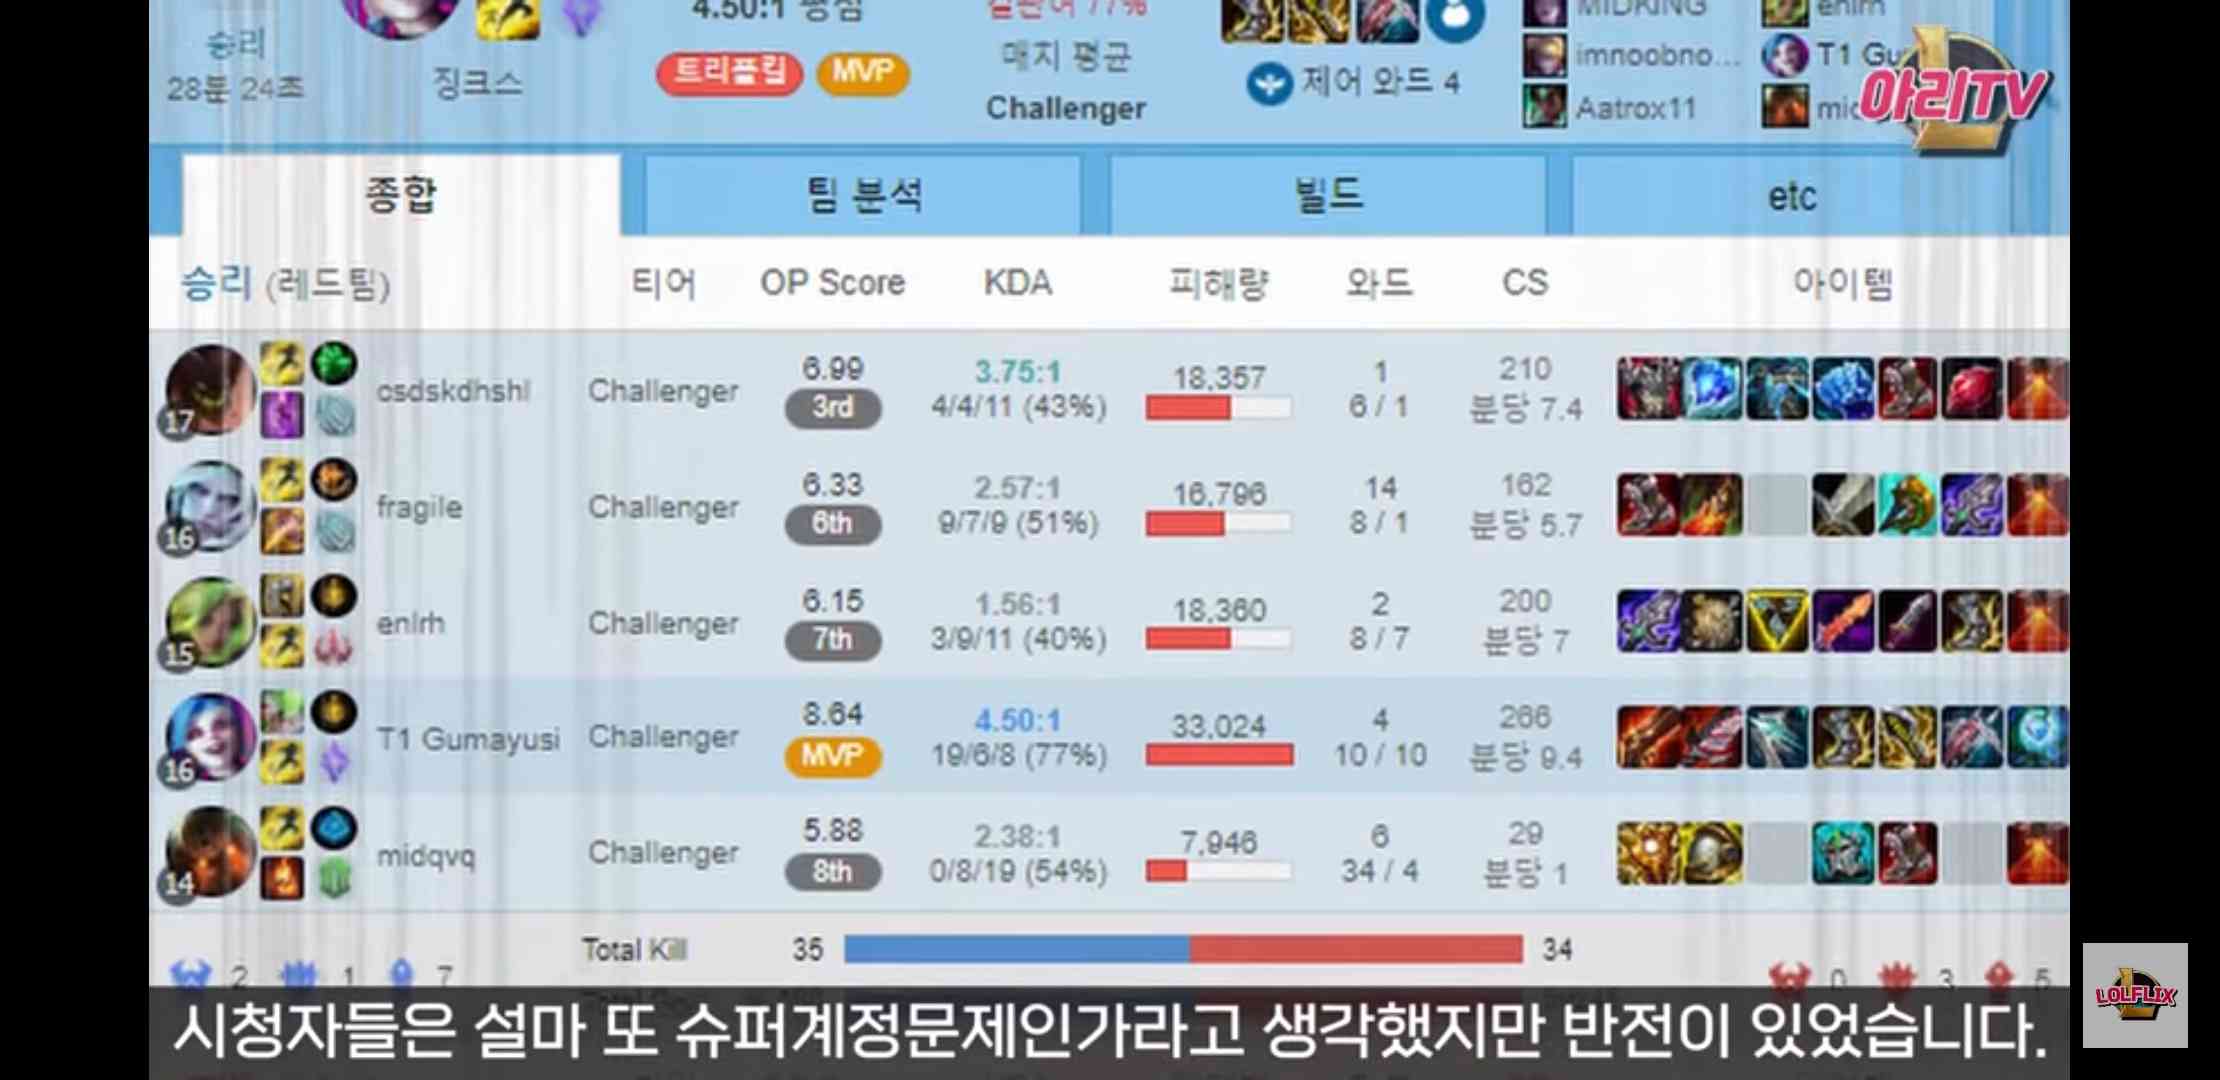 승리
28분 24초
징크스
4.50:1 평점
트리플킬 MVP
킬관여 77%
매치 평균
Challenger
제어 와드 4
MIDKING
imnoobno...
Aatrox11
enlrh
T1 Gu
아리TV
종합 팀 분석 빌드 etc
승리 (레드팀) 티어 OP Score KDA 피해량 와드 CS 아이템
17 csdskdhshl Challenger 6.99 3rd 3.75:1 4/4/11 (43%) 18,357 1 6 / 1 210 분당 7.4
16 fragile Challenger 6.33 6th 2.57:1 9/7/9 (51%) 16,796 14 8 / 1 162 분당 5.7
15 enlrh Challenger 6.15 7th 1.56:1 3/9/11 (40%) 18,360 2 8 / 7 200 분당 7
16 T1 Gumayusi Challenger 8.64 MVP 4.50:1 19/6/8 (77%) 33,024 4 10 / 10 266 분당 9.4
14 midqvq Challenger 5.88 8th 2.38:1 0/8/19 (54%) 7,946 6 34 / 4 29 분당 1
Total Kill 35 34
2 1 7 0 3 5
시청자들은 설마 또 슈퍼계정문제인가라고 생각했지만 반전이 있었습니다.
LOLFLIX